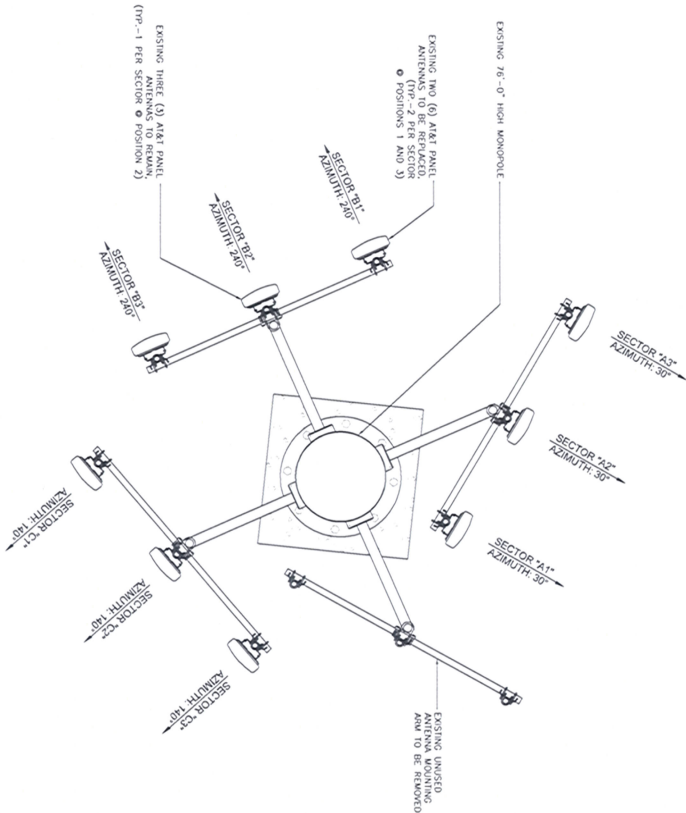 EXISTING 76'-0" HIGH MONOPOLE
EXISTING TWO (6) AT&T PANEL
ANTENNAS TO BE REPLACED,
(TYP.-2 PER SECTOR
@ POSITIONS 1 AND 3)
EXISTING THREE (3) AT&T PANEL
ANTENNAS TO REMAIN,
(TYP.-1 PER SECTOR @ POSITION 2)
SECTOR "B1"
AZIMUTH: 240°
SECTOR "B2"
AZIMUTH: 240°
SECTOR "B3"
AZIMUTH: 240°
SECTOR "A3"
AZIMUTH: 30°
SECTOR "A2"
AZIMUTH: 30°
SECTOR "A1"
AZIMUTH: 30°
SECTOR "C1"
AZIMUTH: 140°
SECTOR "C2"
AZIMUTH: 140°
SECTOR "C3"
AZIMUTH: 140°
EXISTING UNUSED
ANTENNA MOUNTING
ARM TO BE REMOVED